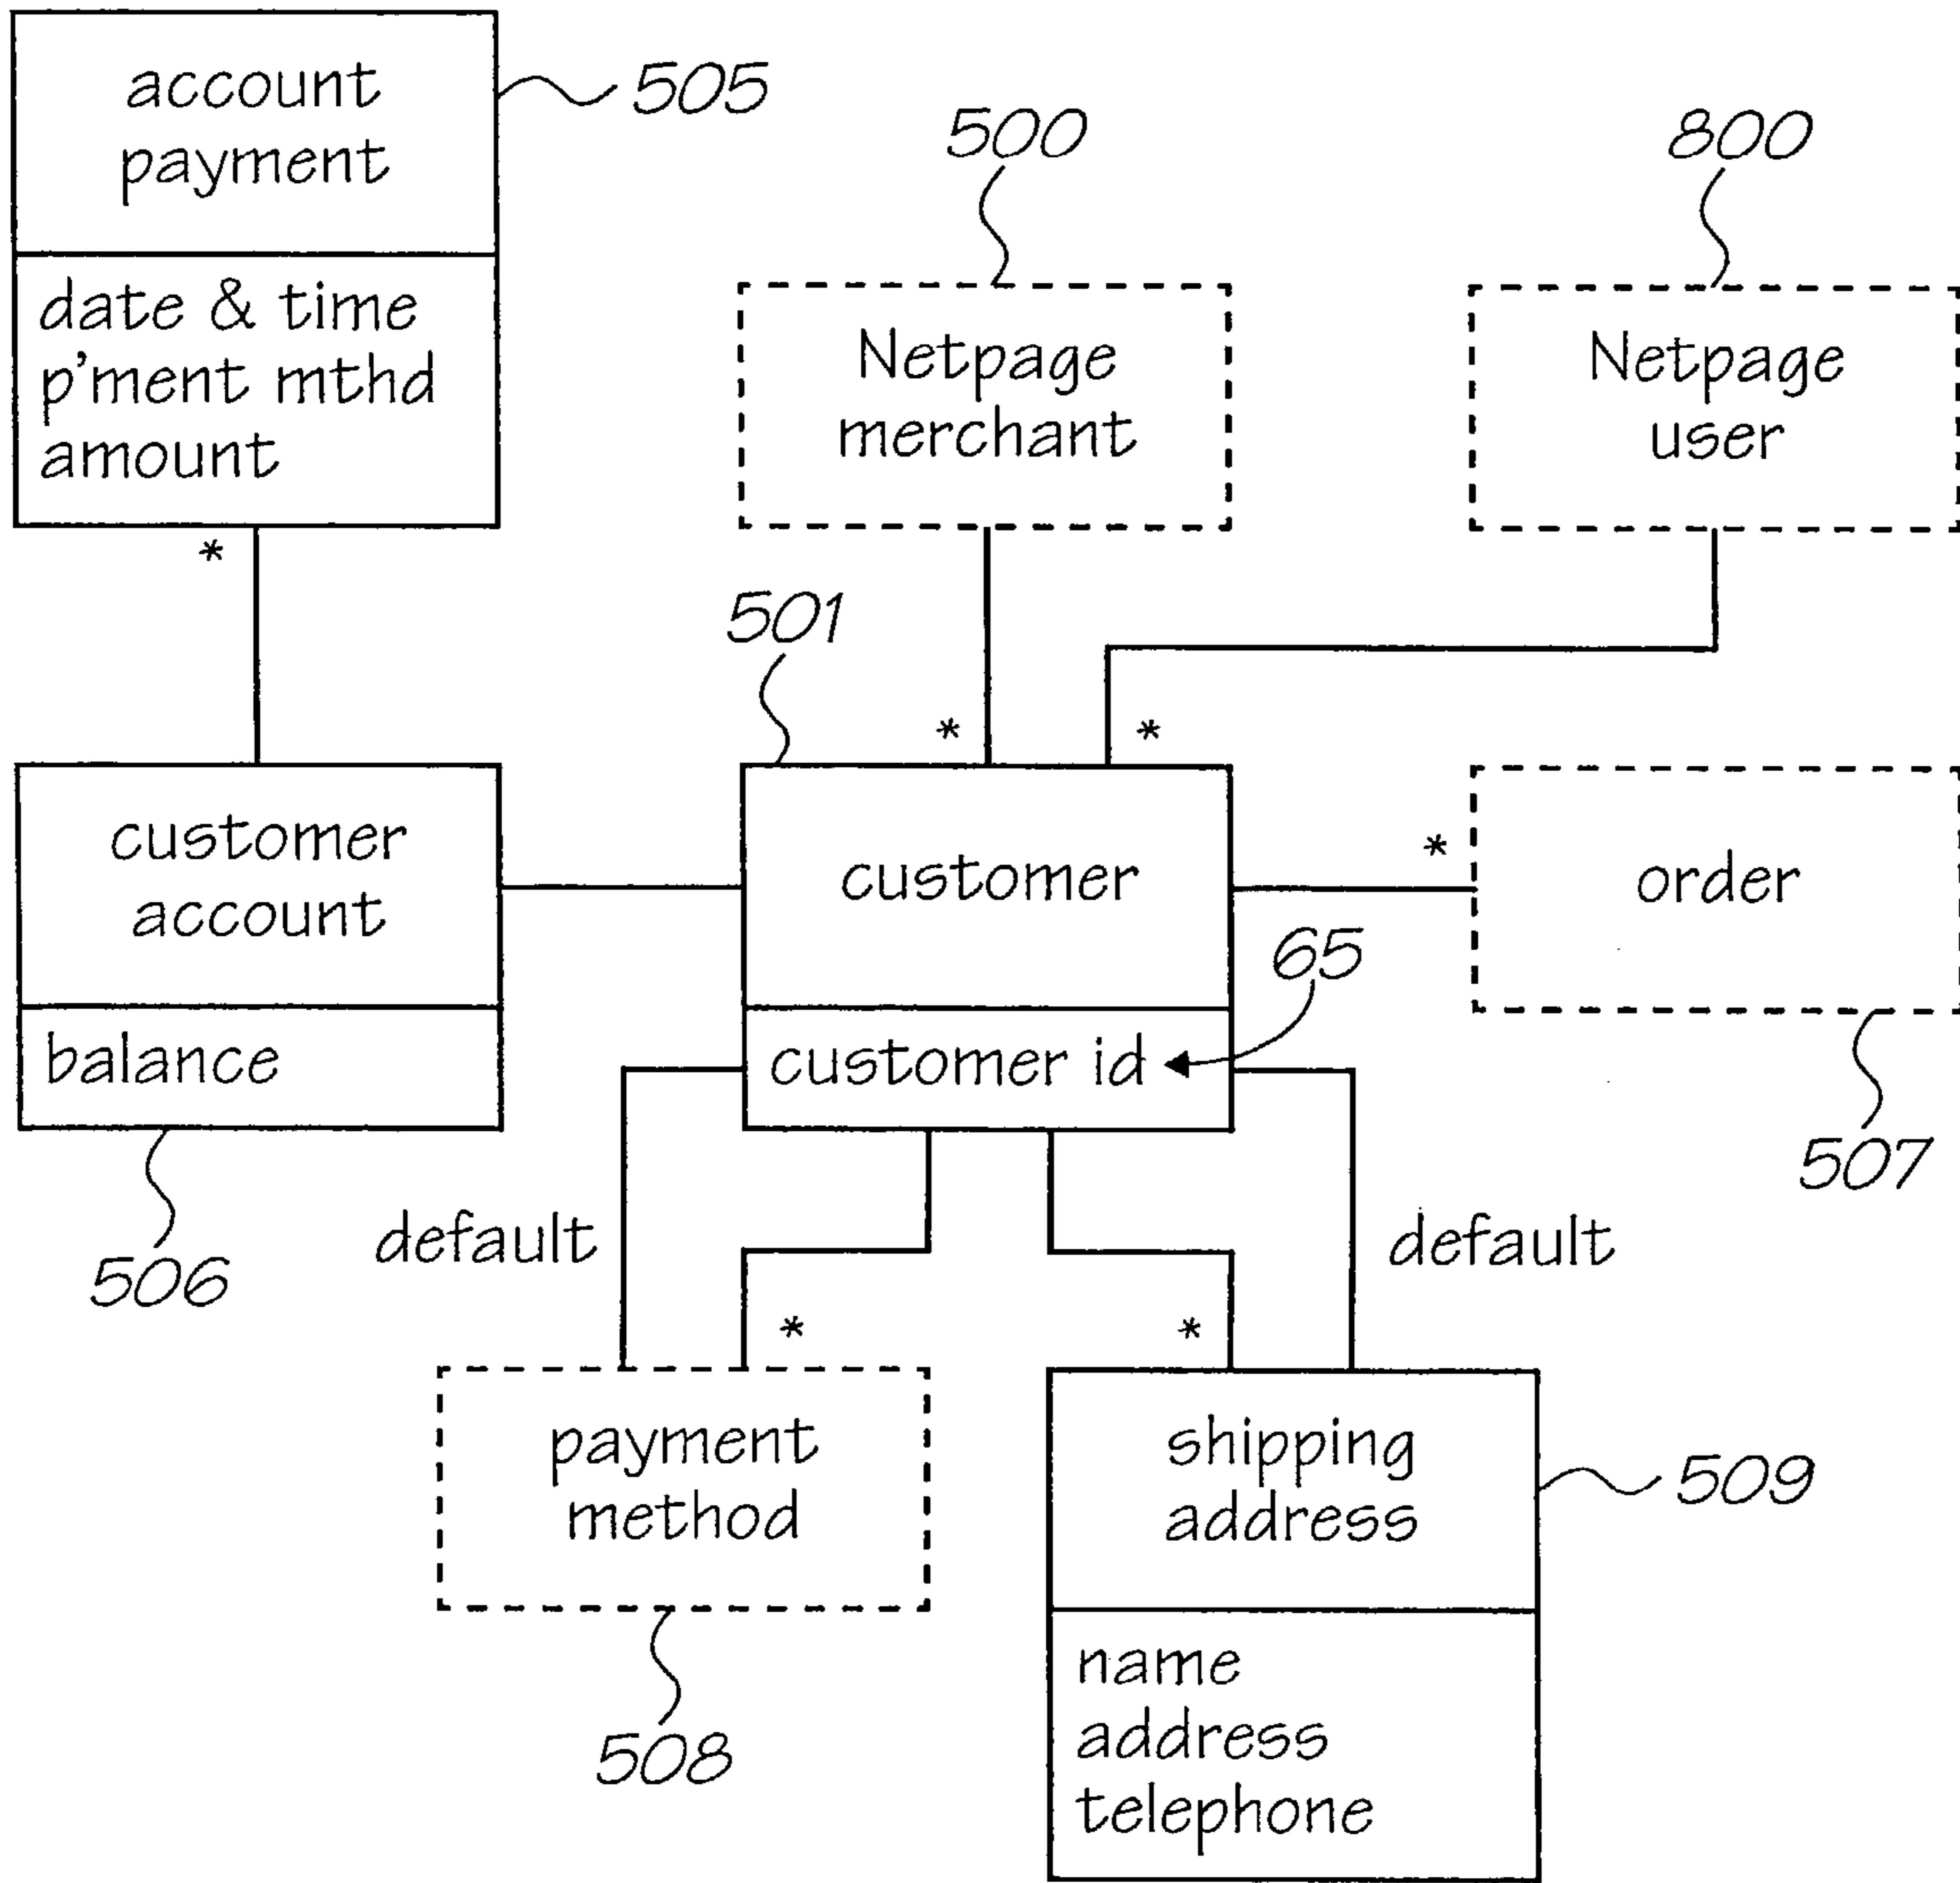 account
payment
505
date & time
p'ment mthd
amount
*
500
Netpage
merchant
800
Netpage
user
501
*
*
customer
account
balance
506
customer
customer id
65
*
order
507
default
*
*
default
payment
method
508
shipping
address
509
name
address
telephone